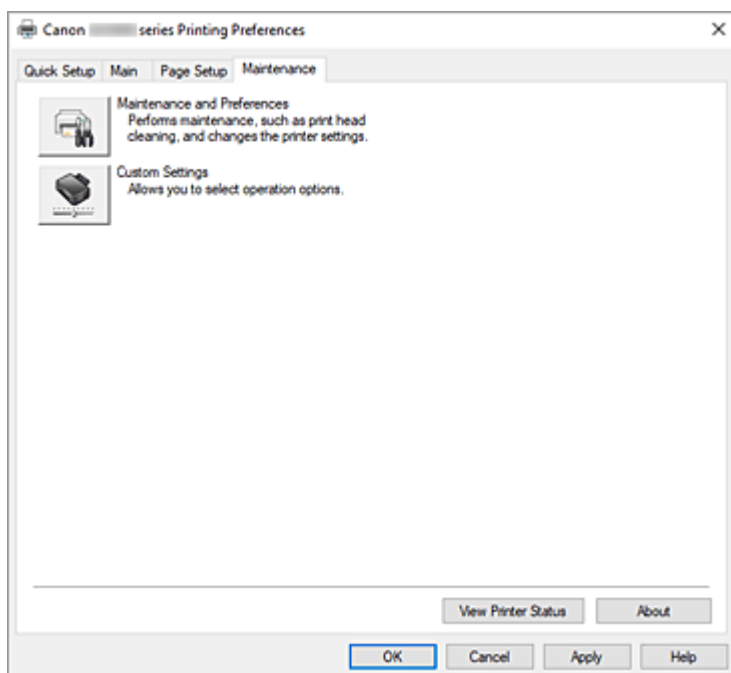 Canon series Printing Preferences
Quick Setup Main Page Setup Maintenance
Maintenance and Preferences
Performs maintenance, such as print head
cleaning, and changes the printer settings.
Custom Settings
Allows you to select operation options.
View Printer Status About
OK Cancel Apply Help